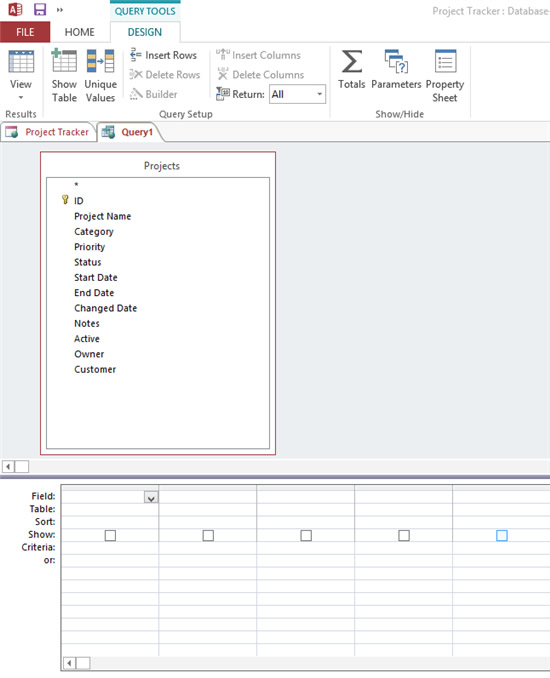 QUERY TOOLS
Project Tracker : Database-
FILE HOME DESIGN
View
Show Table
Unique Values
Insert Rows
Delete Rows
Builder
Insert Columns
Delete Columns
Return: All
Totals
Parameters
Property Sheet
Results
Query Setup
Show/Hide
Project Tracker
Query1
Projects
*
ID
Project Name
Category
Priority
Status
Start Date
End Date
Changed Date
Notes
Active
Owner
Customer
Field:
Table:
Sort:
Show:
Criteria:
or: